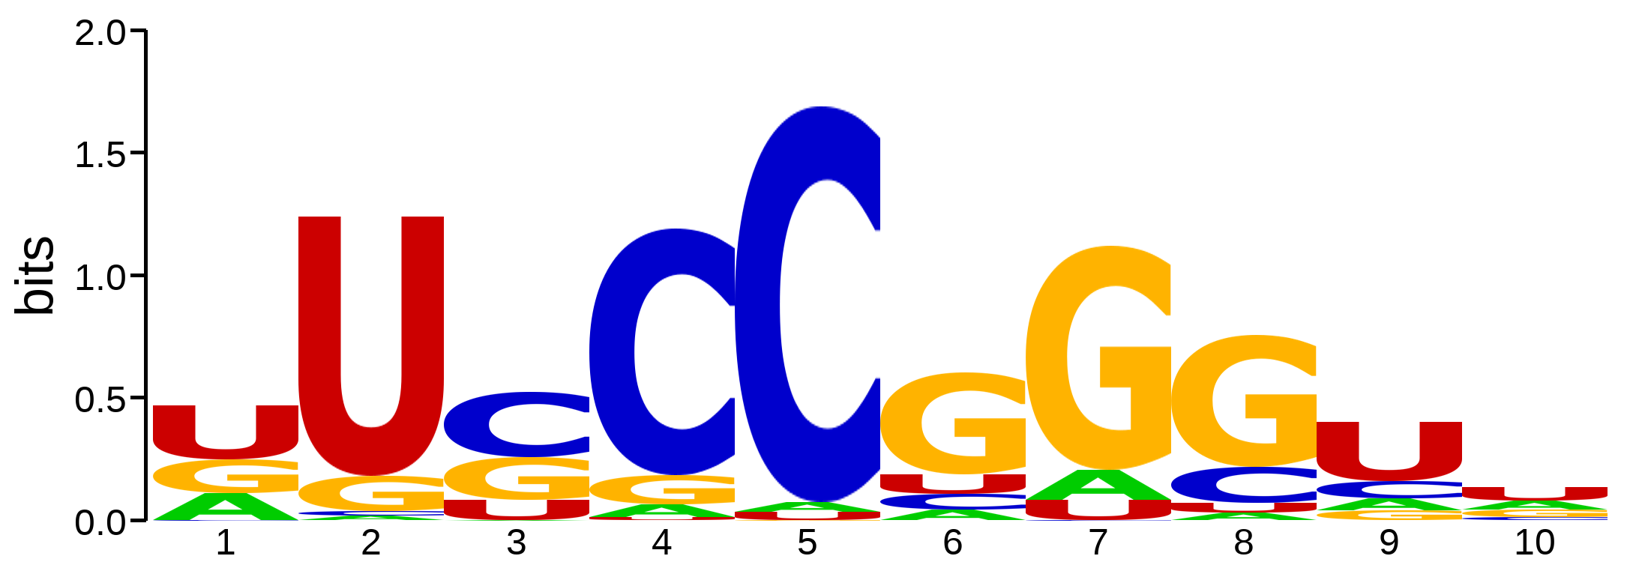 2.0
1.5
1.0
0.5
0.0
bits
U U C C C G G G U U
G G G G A U A C C A
A C U A U C U U A G
C A A U G A C A G C
1 2 3 4 5 6 7 8 9 10